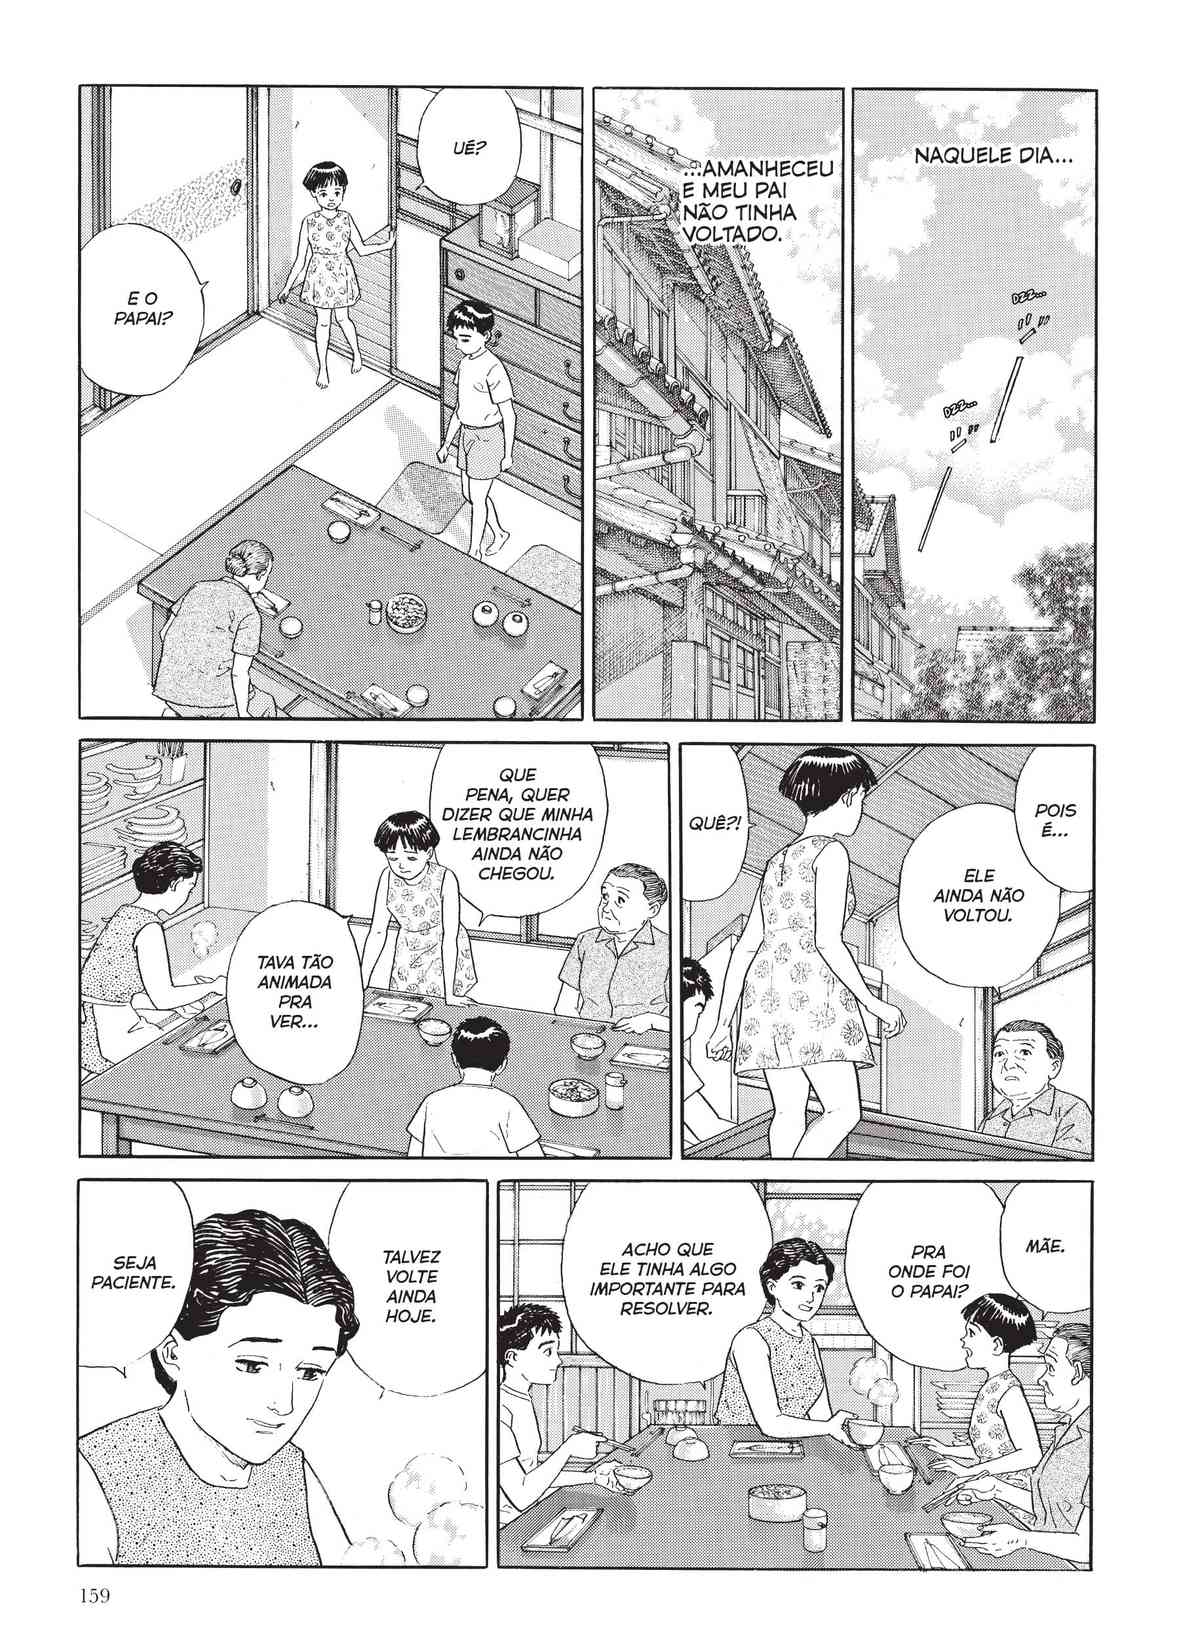 NAQUELE DIA...
DZZ...
DZZ...
...AMANHECEU
E MEU PAI
NÃO TINHA
VOLTADO.
UÉ?
E O
PAPAI?
POIS
É...
ELE
AINDA NÃO
VOLTOU.
QUÊ?!
QUE
PENA, QUER
DIZER QUE MINHA
LEMBRANCINHA
AINDA NÃO
CHEGOU.
TAVA TÃO
ANIMADA
PRA
VER...
MÃE.
PRA
ONDE FOI
O PAPAI?
ACHO QUE
ELE TINHA ALGO
IMPORTANTE PARA
RESOLVER.
TALVEZ
VOLTE
AINDA
HOJE.
SEJA
PACIENTE.
159